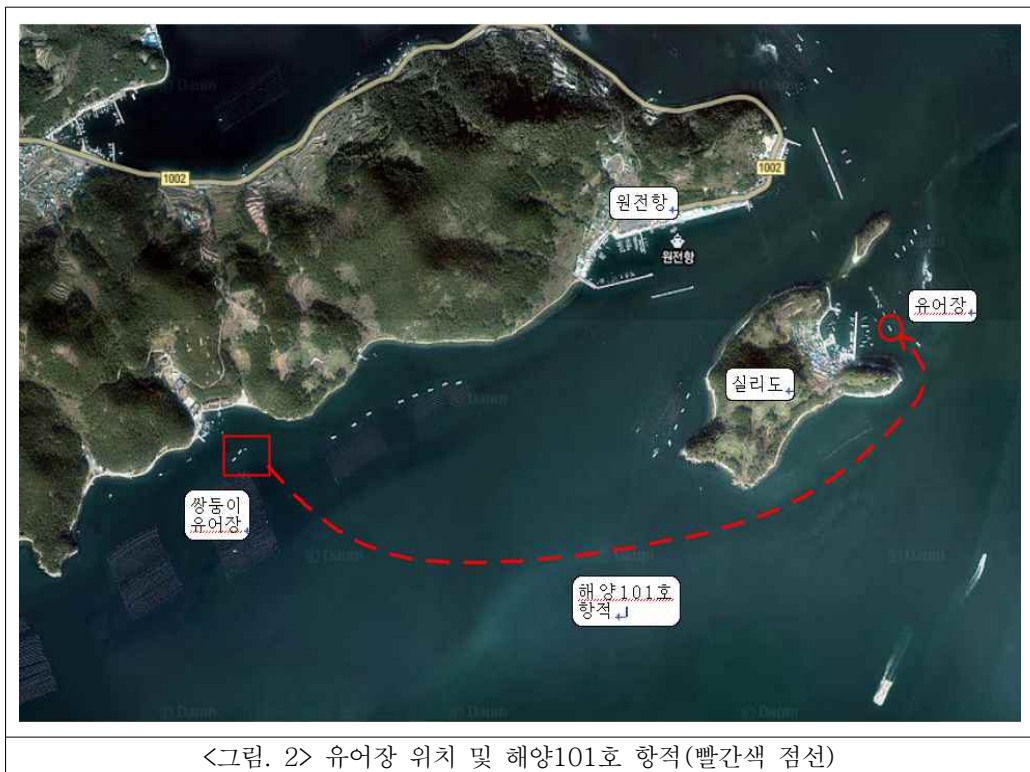 1002
1002
원전항
원전항
유어장
실리도
쌍둥이
유어장
해양101호
항적
<그림. 2> 유어장 위치 및 해양101호 항적(빨간색 점선)